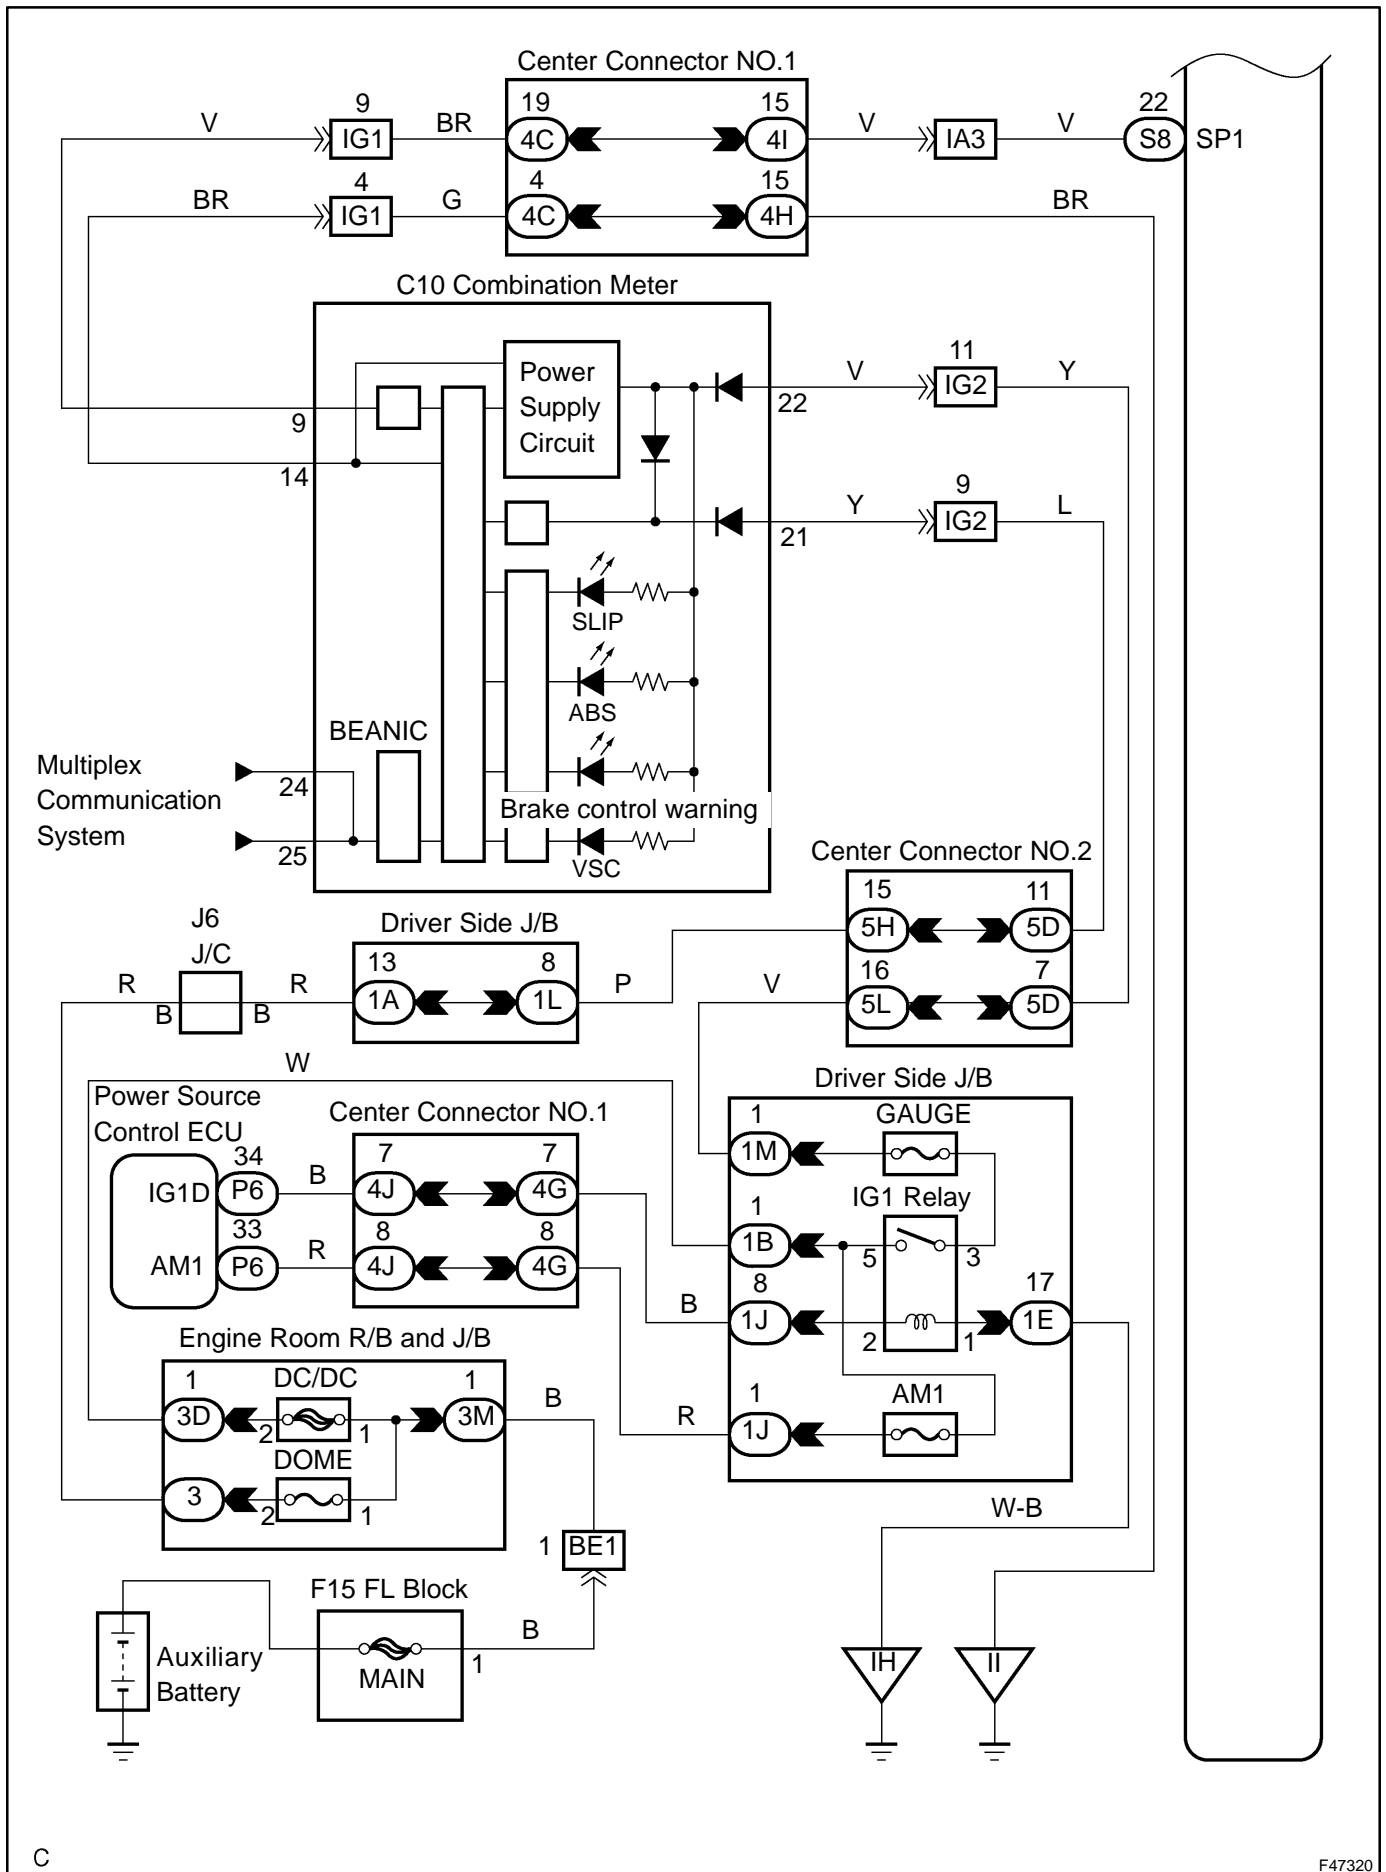 Center Connector NO.1
9 19 15 22
V IG1 BR 4C 4I V IA3 V S8 SP1
4 4 15
BR IG1 G 4C 4H BR
C10 Combination Meter
Power
Supply
Circuit
11
V IG2 Y
22
9
14
9
Y IG2 L
21
SLIP
ABS
BEANIC
Multiplex
Communication
System
24
25
Brake control warning
VSC
Center Connector NO.2
15 11
5H 5D
16 7
V 5L 5D
J6
J/C
Driver Side J/B
13 8
R B B R 1A 1L P
W
Power Source
Control ECU
Center Connector NO.1
34 7 7
IG1D P6 B 4J 4G
33 8 8
AM1 P6 R 4J 4G
Driver Side J/B
1 GAUGE
1M
IG1 Relay
1
1B 5 3
8 17
B 1J 2 1 1E
1 AM1
R 1J
Engine Room R/B and J/B
1 DC/DC 1
3D 2 1 3M B
DOME
3 2 1
W-B
1 BE1
F15 FL Block
B
MAIN 1
Auxiliary
Battery
IH II
C
F47320